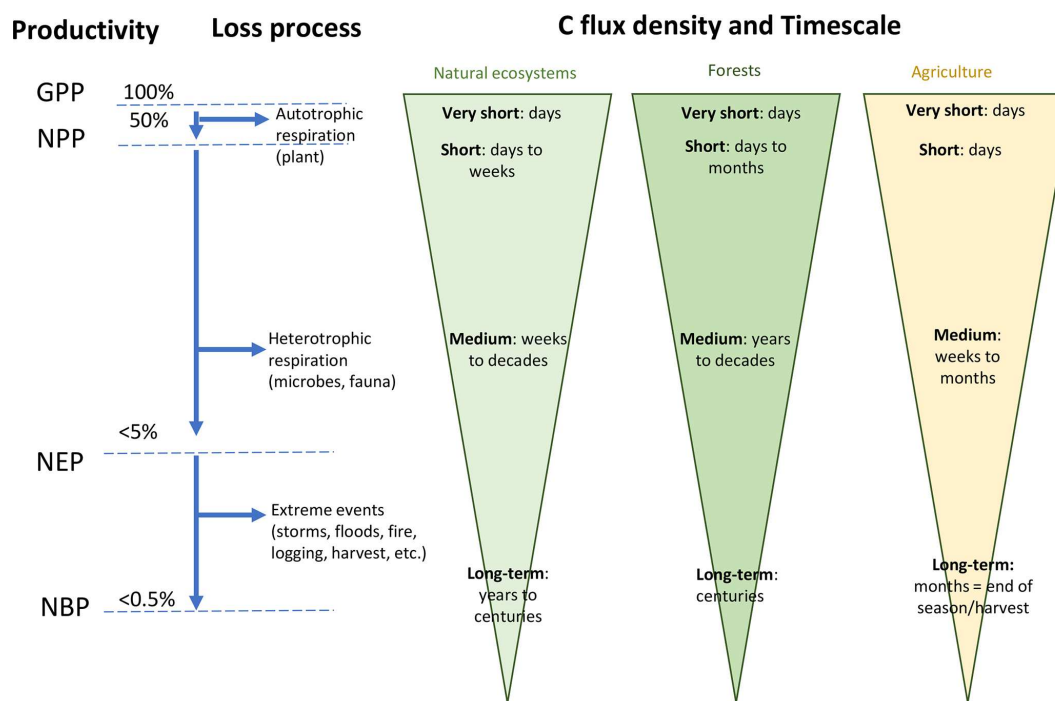 Productivity
Loss process
C flux density and Timescale
Natural ecosystems
Forests
Agriculture
GPP
100%
50%
NPP
Autotrophic
respiration
(plant)
Heterotrophic
respiration
(microbes, fauna)
<5%
NEP
Extreme events
(storms, floods, fire,
logging, harvest, etc.)
<0.5%
NBP
Very short: days
Short: days to
weeks
Medium: weeks
to decades
Long-term:
years to
centuries
Very short: days
Short: days to
months
Medium: years
to decades
Long-term:
centuries
Very short: days
Short: days
Medium:
weeks to
months
Long-term:
months = end of
season/harvest